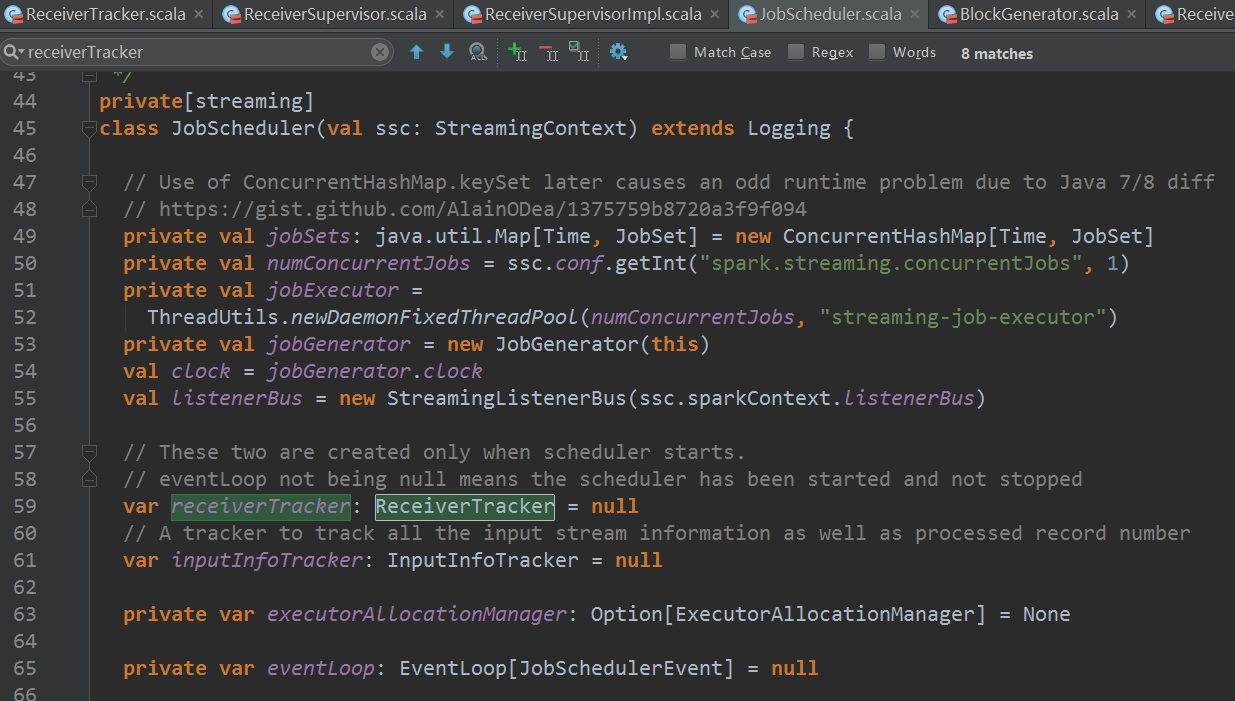 ReceiverTracker.scala × ReceiverSupervisor.scala × ReceiverSupervisorImpl.scala × JobScheduler.scala × BlockGenerator.scala × Receive
receiverTracker Match Case Regex Words 8 matches
43 */
44 private[streaming]
45 class JobScheduler(val ssc: StreamingContext) extends Logging {
46
47 // Use of ConcurrentHashMap.keySet later causes an odd runtime problem due to Java 7/8 diff
48 // https://gist.github.com/AlainODea/1375759b8720a3f9f094
49 private val jobSets: java.util.Map[Time, JobSet] = new ConcurrentHashMap[Time, JobSet]
50 private val numConcurrentJobs = ssc.conf.getInt("spark.streaming.concurrentJobs", 1)
51 private val jobExecutor =
52 ThreadUtils.newDaemonFixedThreadPool(numConcurrentJobs, "streaming-job-executor")
53 private val jobGenerator = new JobGenerator(this)
54 val clock = jobGenerator.clock
55 val listenerBus = new StreamingListenerBus(ssc.sparkContext.listenerBus)
56
57 // These two are created only when scheduler starts.
58 // eventLoop not being null means the scheduler has been started and not stopped
59 var receiverTracker: ReceiverTracker = null
60 // A tracker to track all the input stream information as well as processed record number
61 var inputInfoTracker: InputInfoTracker = null
62
63 private var executorAllocationManager: Option[ExecutorAllocationManager] = None
64
65 private var eventLoop: EventLoop[JobSchedulerEvent] = null
66